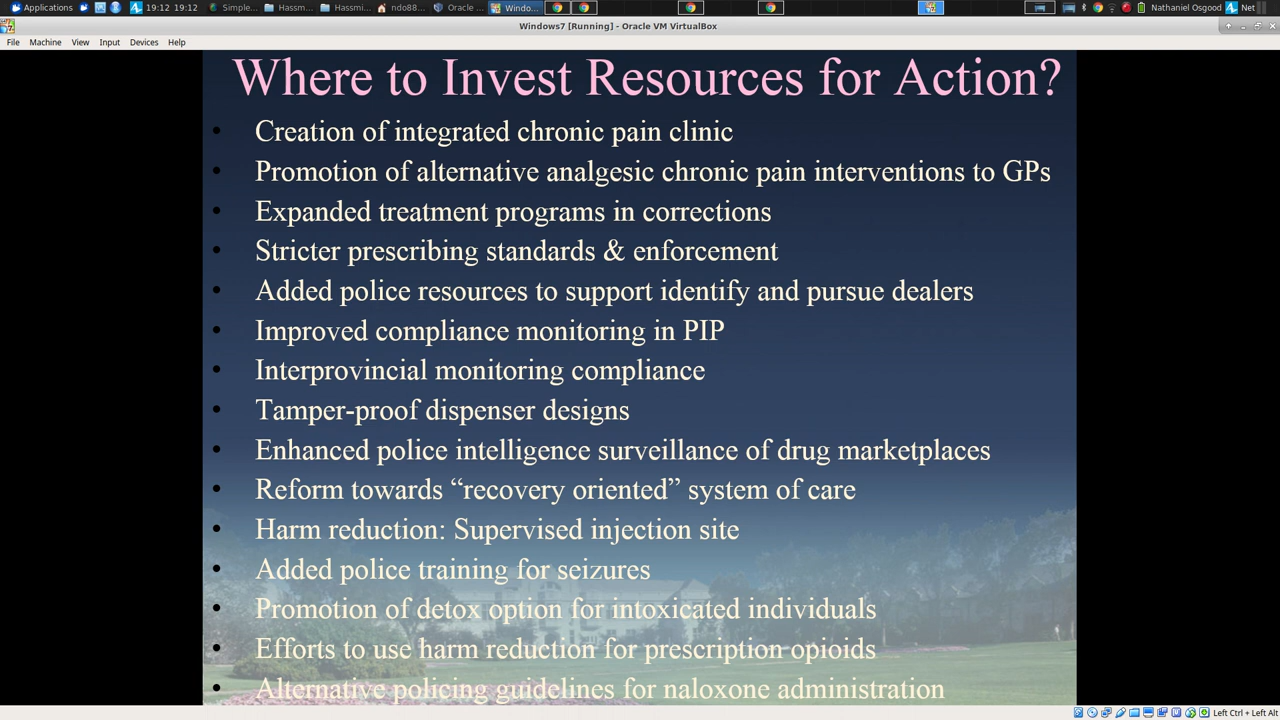 Applications
19:12 19:12
Simple...
Hassm...
Hassmi...
ndo88...
Oracle ...
Windo...
Nathaniel Osgood
Net
Windows7 [Running] - Oracle VM VirtualBox
File Machine View Input Devices Help
Where to Invest Resources for Action?
• Creation of integrated chronic pain clinic
• Promotion of alternative analgesic chronic pain interventions to GPs
• Expanded treatment programs in corrections
• Stricter prescribing standards & enforcement
• Added police resources to support identify and pursue dealers
• Improved compliance monitoring in PIP
• Interprovincial monitoring compliance
• Tamper-proof dispenser designs
• Enhanced police intelligence surveillance of drug marketplaces
• Reform towards “recovery oriented” system of care
• Harm reduction: Supervised injection site
• Added police training for seizures
• Promotion of detox option for intoxicated individuals
• Efforts to use harm reduction for prescription opioids
• Alternative policing guidelines for naloxone administration
Left Ctrl + Left Alt